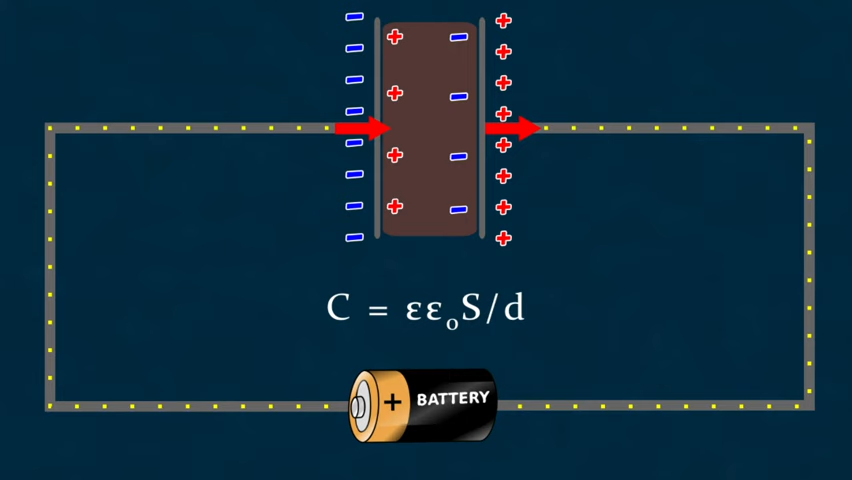 C = εε₀S/d
+ BATTERY